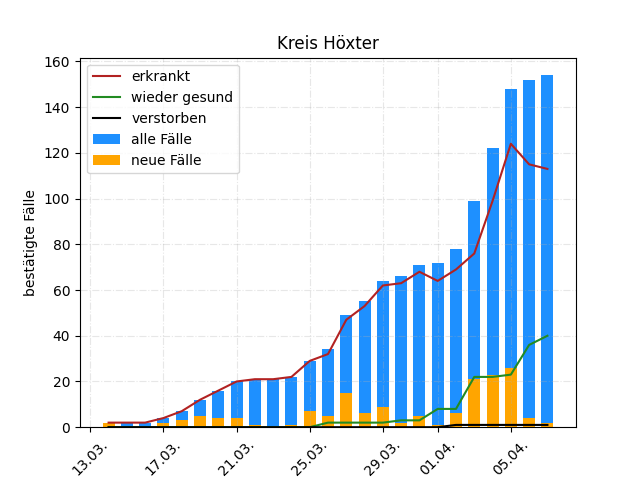 Kreis Höxter
erkrankt
wieder gesund
verstorben
alle Fälle
neue Fälle
bestätigte Fälle
160
140
120
100
80
60
40
20
0
13.03.
17.03.
21.03.
25.03.
29.03.
01.04.
05.04.